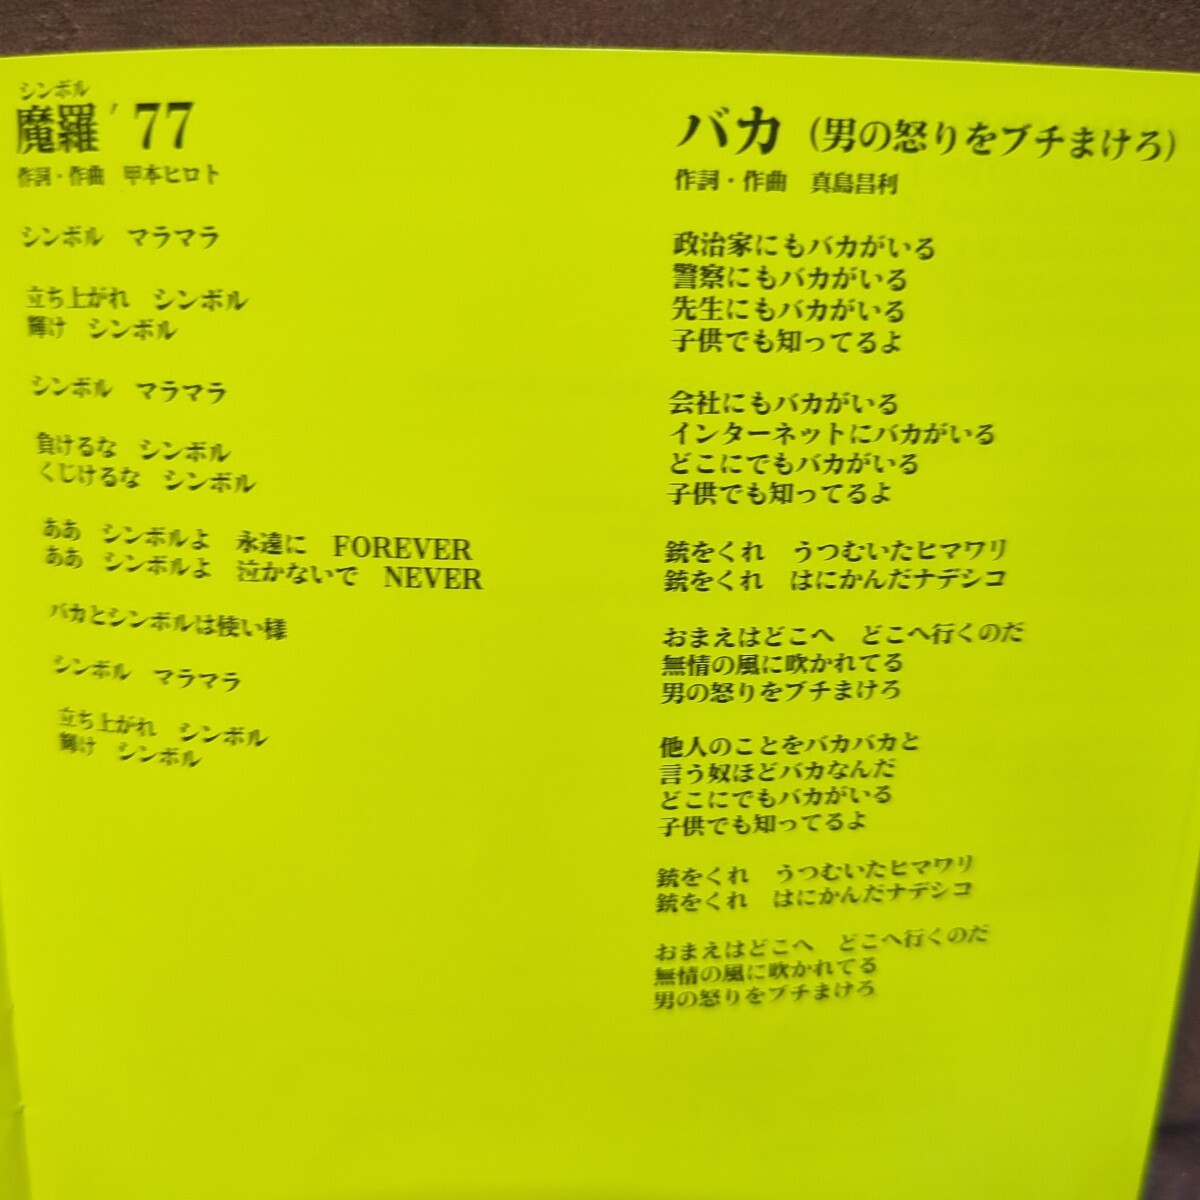 シンボル
魔羅'77
作詞・作曲 甲本ヒロト
シンボル マラマラ
立ち上がれ シンボル
輝け シンボル
シンボル マラマラ
負けるな シンボル
くじけるな シンボル
ああ シンボルよ 永遠に FOREVER
ああ シンボルよ 泣かないで NEVER
バカとシンボルは使い様
シンボル マラマラ
立ち上がれ シンボル
輝け シンボル
バカ (男の怒りをブチまけろ)
作詞・作曲 真島昌利
政治家にもバカがいる
警察にもバカがいる
先生にもバカがいる
子供でも知ってるよ
会社にもバカがいる
インターネットにバカがいる
どこにでもバカがいる
子供でも知ってるよ
銃をくれ うつむいたヒマワリ
銃をくれ はにかんだナデシコ
おまえはどこへ どこへ行くのだ
無情の風に吹かれてる
男の怒りをブチまけろ
他人のことをバカバカと
言う奴ほどバカなんだ
どこにでもバカがいる
子供でも知ってるよ
銃をくれ うつむいたヒマワリ
銃をくれ はにかんだナデシコ
おまえはどこへ どこへ行くのだ
無情の風に吹かれてる
男の怒りをブチまけろ